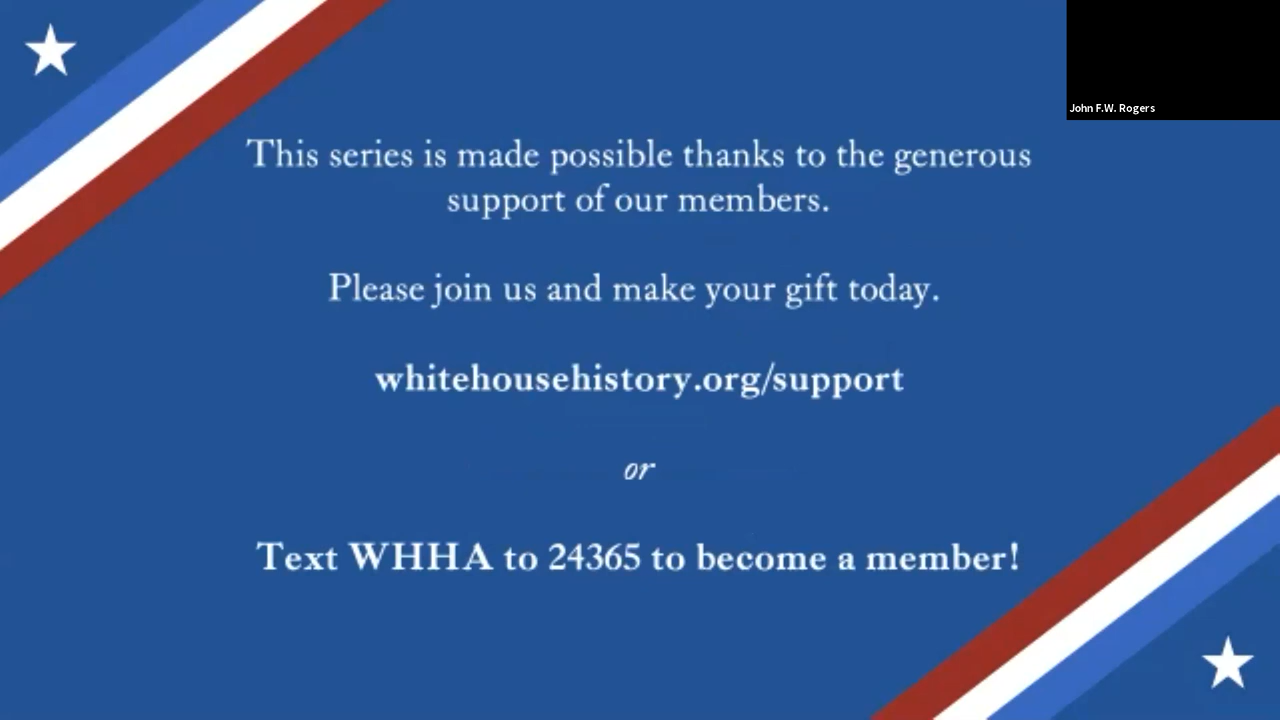 John F.W. Rogers
This series is made possible thanks to the generous
support of our members.
Please join us and make your gift today.
whitehousehistory.org/support
or
Text WHHA to 24365 to become a member!